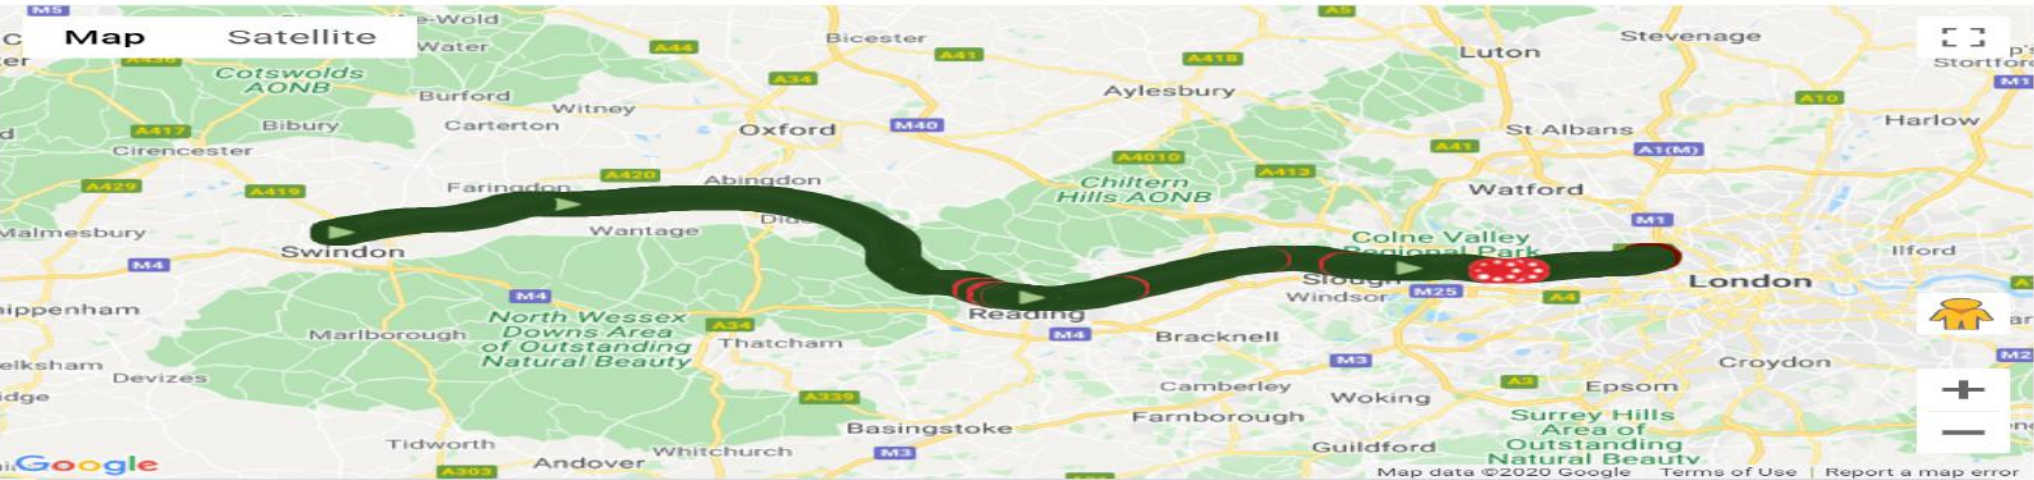 M5
e-Wold
A5
Map
Satellite
Water
A44
Bicester
A41
A418
Luton
Stevenage
Stortford
A436
Cotswolds
AONB
A34
M1
Burford
Witney
Aylesbury
A10
A417
Bibury
Carterton
Oxford
M40
St Albans
Harlow
Cirencester
A4010
A41
A1(M)
A429
A419
Faringdon
A420
Abingdon
Chiltern
Hills AONB
A413
Watford
Malmesbury
Swindon
Wantage
Did
M1
Colne Valley
Regional Park
Ilford
M4
Slough
Windsor
M25
A4
London
ippenham
M4
North Wessex
Downs Area
of Outstanding
Natural Beauty
A34
Reading
M4
Marlborough
Thatcham
Bracknell
M3
Croydon
M2
elksham
Devizes
A339
Camberley
Woking
A3
Epsom
idge
Basingstoke
Farnborough
Surrey Hills
Area of
Outstanding
Natural Beauty
Tidworth
Whitchurch
M3
Guildford
Google
A303
Andover
Map data ©2020 Google
Terms of Use
Report a map error